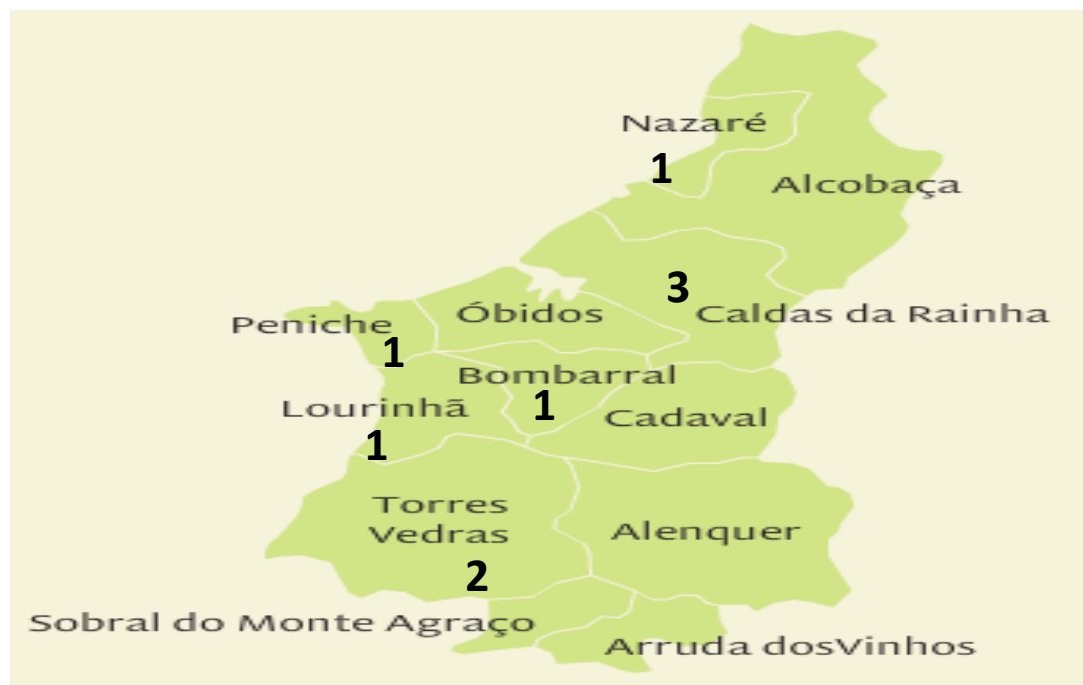 Nazaré
1
Alcobaça
3
Óbidos
Caldas da Rainha
Peniche
1
Bombarral
1
Lourinhã
Cadaval
1
Torres
Vedras
Alenquer
2
Sobral do Monte Agraço
Arruda dosVinhos